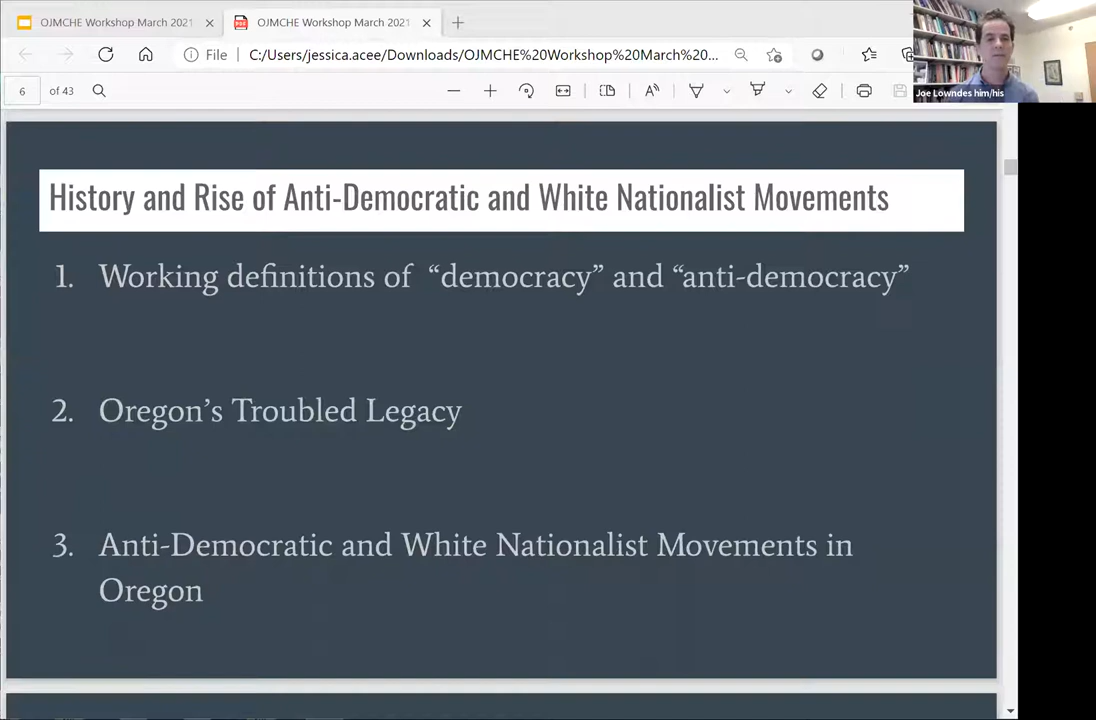 OJMCHE Workshop March 2021
OJMCHE Workshop March 2021
File
C:/Users/jessica.acee/Downloads/OJMCHE%20Workshop%20March%20...
6 of 43
Joe Lowndes him/his
History and Rise of Anti-Democratic and White Nationalist Movements
1. Working definitions of “democracy” and “anti-democracy”
2. Oregon’s Troubled Legacy
3. Anti-Democratic and White Nationalist Movements in
Oregon